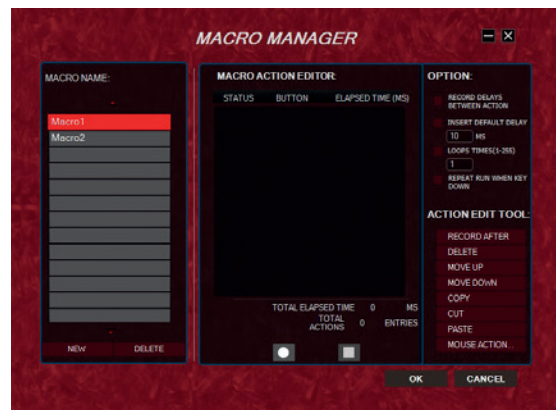 MACRO MANAGER
MACRO NAME:
Macro1
Macro2
NEW DELETE
MACRO ACTION EDITOR:
STATUS BUTTON ELAPSED TIME (MS)
TOTAL ELAPSED TIME 0 MS
TOTAL ACTIONS 0 ENTRIES
OPTION:
RECORD DELAYS
BETWEEN ACTION
INSERT DEFAULT DELAY
10 MS
LOOPS TIMES(1-255)
1
REPEAT RUN WHEN KEY
DOWN
ACTION EDIT TOOL:
RECORD AFTER
DELETE
MOVE UP
MOVE DOWN
COPY
CUT
PASTE
MOUSE ACTION...
OK CANCEL